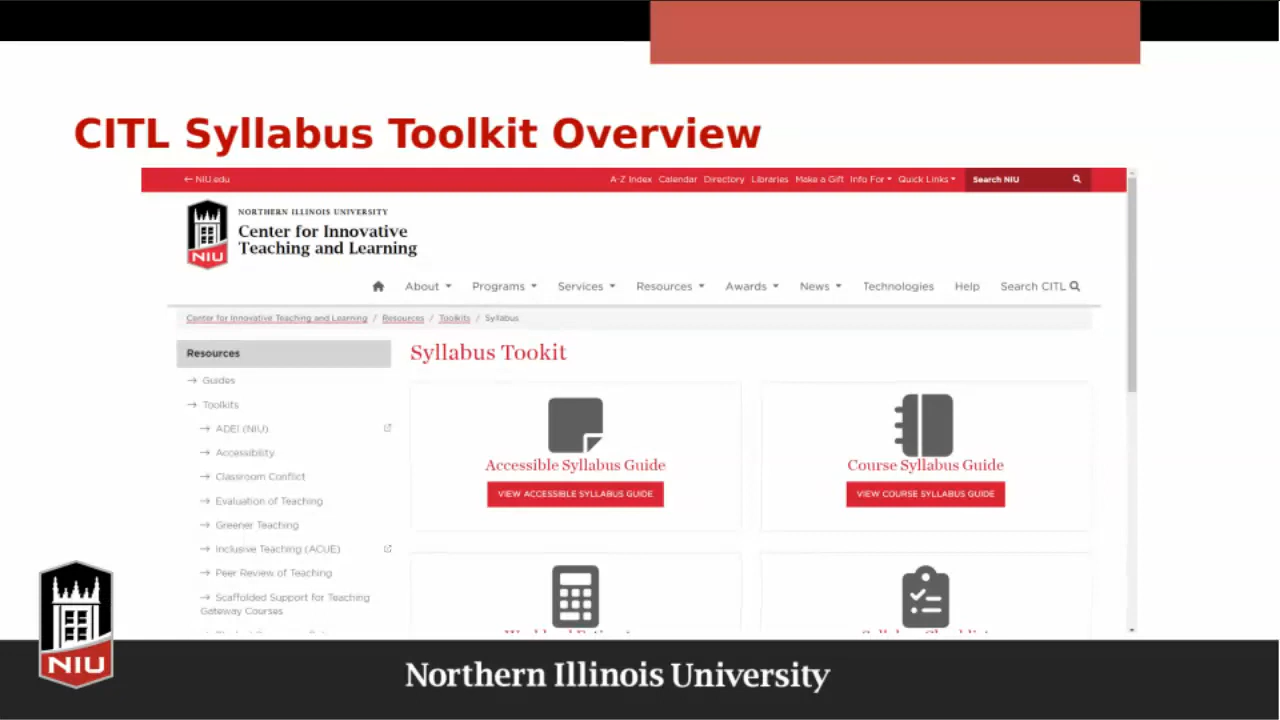 CITL Syllabus Toolkit Overview
← NIU.edu
A-Z Index Calendar Directory Libraries Make a Gift Info For Quick Links Search NIU
NORTHERN ILLINOIS UNIVERSITY
Center for Innovative
Teaching and Learning
NIU
About Programs Services Resources Awards News Technologies Help Search CITL
Center for Innovative Teaching and Learning / Resources / Toolkits / Syllabus
Resources
→ Guides
→ Toolkits
→ ADEI (NIU)
→ Accessibility
→ Classroom Conflict
→ Evaluation of Teaching
→ Greener Teaching
→ Inclusive Teaching (ACUE)
→ Peer Review of Teaching
→ Scaffolded Support for Teaching
Gateway Courses
Syllabus Tookit
Accessible Syllabus Guide
VIEW ACCESSIBLE SYLLABUS GUIDE
Course Syllabus Guide
VIEW COURSE SYLLABUS GUIDE
NIU
Northern Illinois University